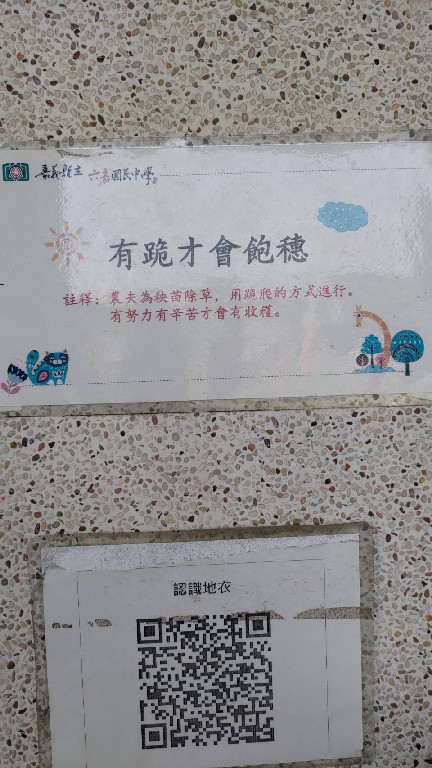 嘉義縣立六嘉國民中學
有跪才會飽穗
註釋：農夫為秧苗除草，用跪爬的方式進行。
有努力有辛苦才會有收穫。
認識地衣